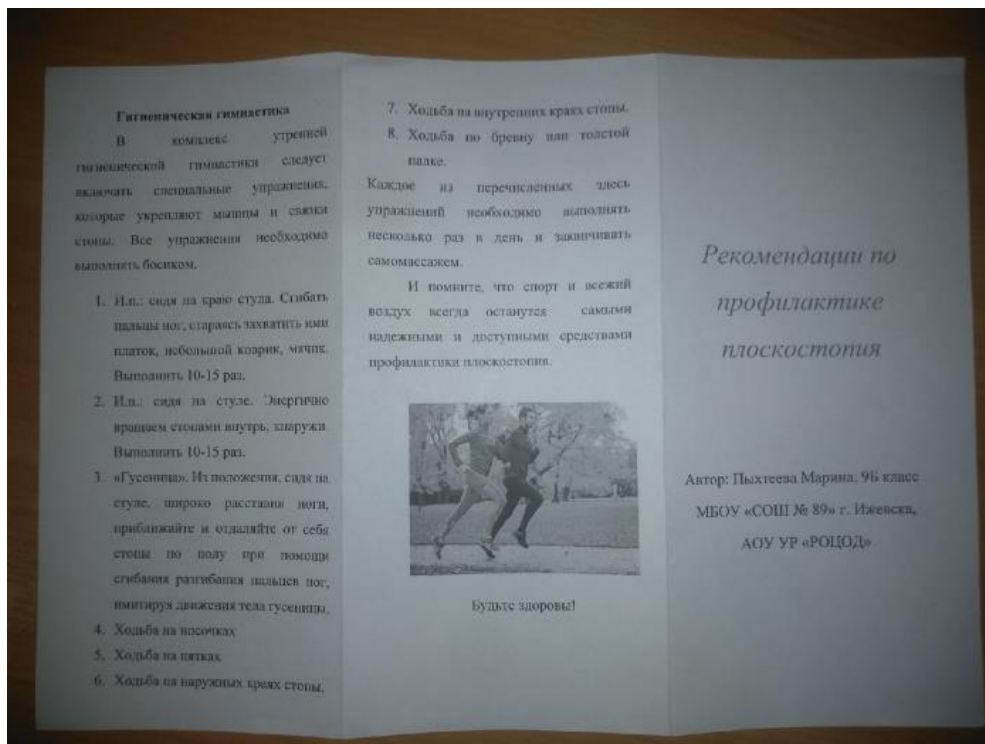 Гигиеническая гимнастика
В комплекс утренней
гигиенической гимнастики следует
включать специальные упражнения,
которые укрепляют мышцы и связки
стопы. Все упражнения необходимо
выполнять босиком.
1. И.п.: сидя на краю стула. Сгибать
пальцы ног, стараясь захватить ими
платок, небольшой коврик, мячик.
Выполнить 10-15 раз.
2. И.п.: сидя на стуле. Энергично
вращаем стопами внутрь, кнаружи.
Выполнить 10-15 раз.
3. «Гусеница». Из положения, сидя на
стуле, широко расставив ноги,
приближайте и отдаляйте от себя
стопы по полу при помощи
сгибания разгибания пальцев ног,
имитируя движения тела гусеницы.
4. Ходьба на носочках
5. Ходьба на пятках
6. Ходьба на наружных краях стопы.
7. Ходьба на внутренних краях стопы.
8. Ходьба по бревну или толстой
палке.
Каждое из перечисленных здесь
упражнений необходимо выполнять
несколько раз в день и заканчивать
самомассажем.
И помните, что спорт и свежий
воздух всегда останутся самыми
надежными и доступными средствами
профилактики плоскостопия.
Будьте здоровы!
Рекомендации по
профилактике
плоскостопия
Автор: Пыхтеева Марина, 9Б класс
МБОУ «СОШ № 89» г. Ижевска,
АОУ УР «РОЦОД»